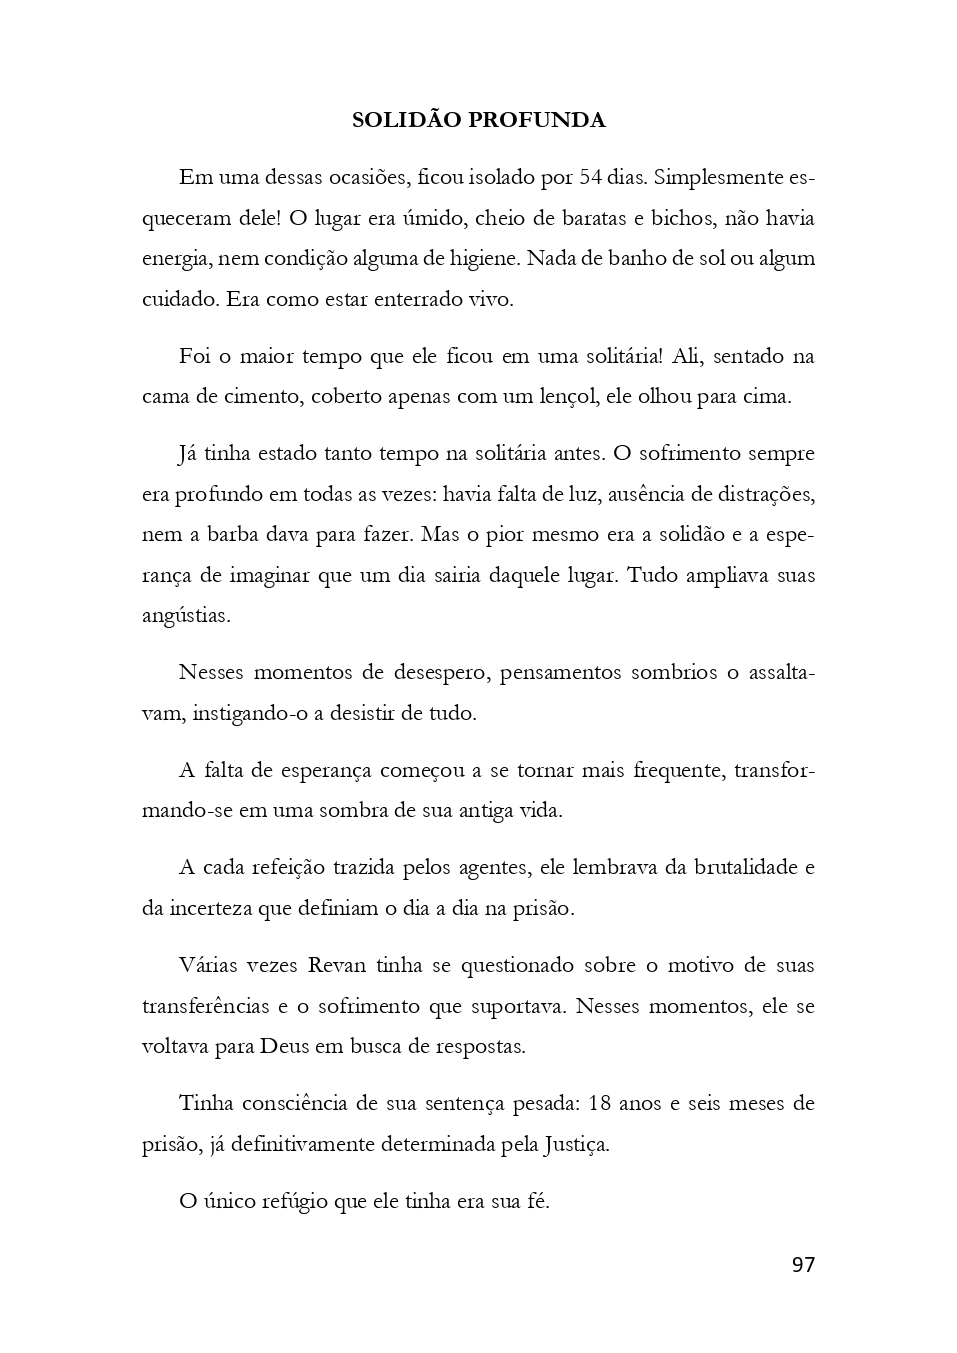 SOLIDÃO PROFUNDA
Em uma dessas ocasiões, ficou isolado por 54 dias. Simplesmente es-
queceram dele! O lugar era úmido, cheio de baratas e bichos, não havia
energia, nem condição alguma de higiene. Nada de banho de sol ou algum
cuidado. Era como estar enterrado vivo.
Foi o maior tempo que ele ficou em uma solitária! Ali, sentado na
cama de cimento, coberto apenas com um lençol, ele olhou para cima.
Já tinha estado tanto tempo na solitária antes. O sofrimento sempre
era profundo em todas as vezes: havia falta de luz, ausência de distrações,
nem a barba dava para fazer. Mas o pior mesmo era a solidão e a espe-
rança de imaginar que um dia sairia daquele lugar. Tudo ampliava suas
angústias.
Nesses momentos de desespero, pensamentos sombrios o assalta-
vam, instigando-o a desistir de tudo.
A falta de esperança começou a se tornar mais frequente, transfor-
mando-se em uma sombra de sua antiga vida.
A cada refeição trazida pelos agentes, ele lembrava da brutalidade e
da incerteza que definiam o dia a dia na prisão.
Várias vezes Revan tinha se questionado sobre o motivo de suas
transferências e o sofrimento que suportava. Nesses momentos, ele se
voltava para Deus em busca de respostas.
Tinha consciência de sua sentença pesada: 18 anos e seis meses de
prisão, já definitivamente determinada pela Justiça.
O único refúgio que ele tinha era sua fé.
97